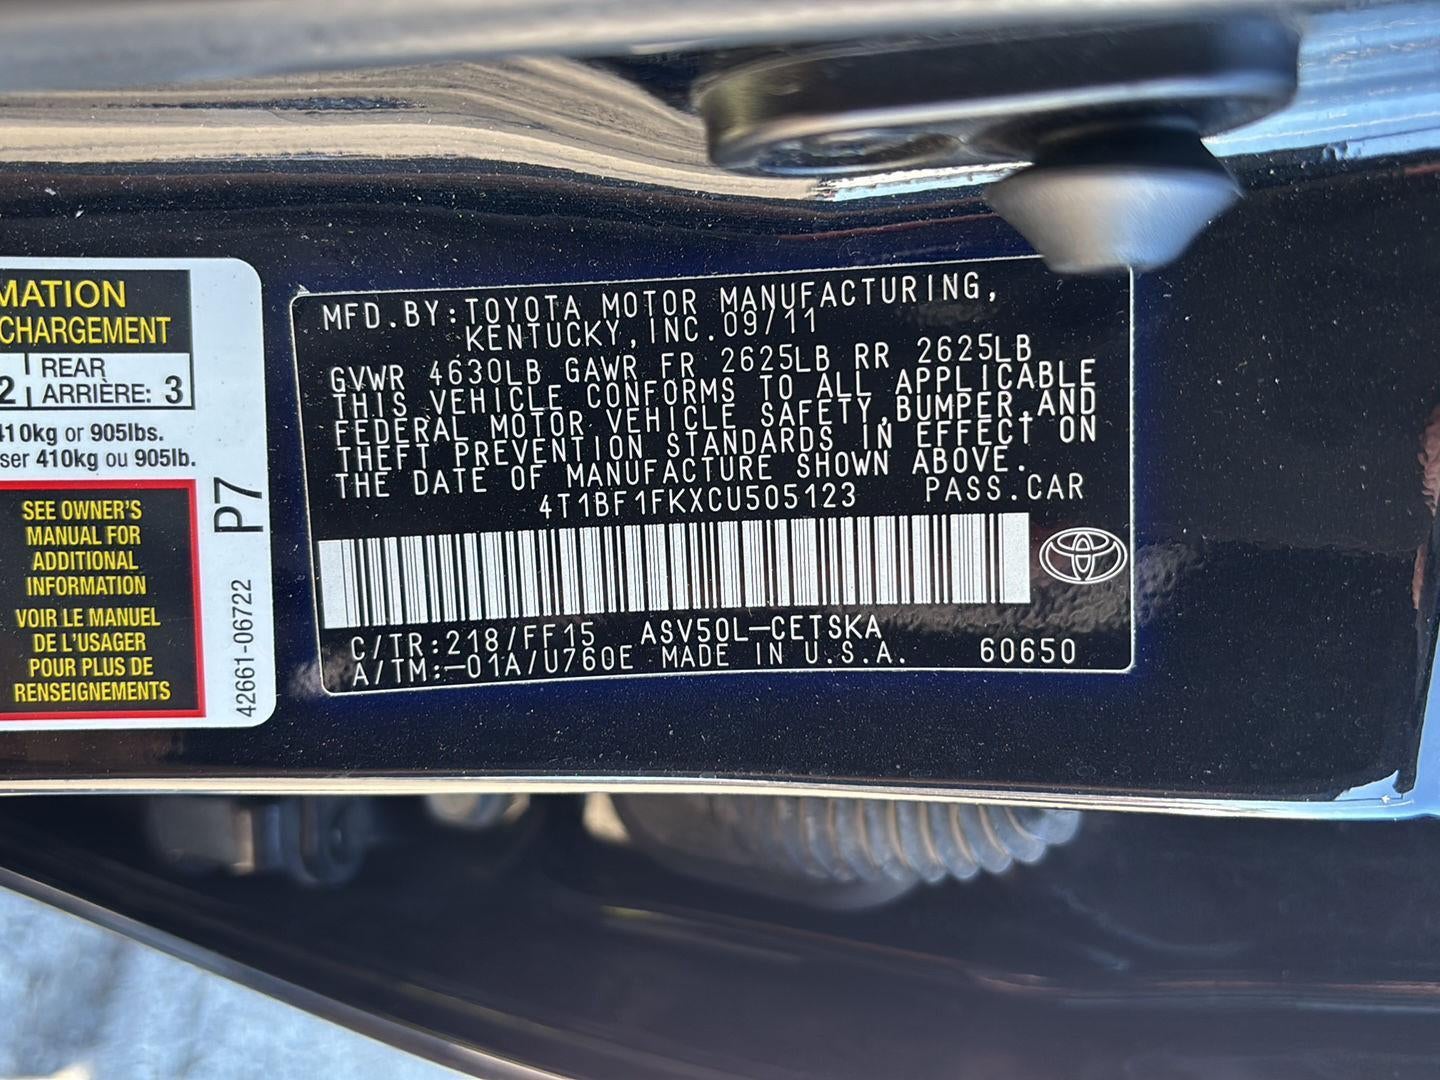 MATION
CHARGEMENT
2 REAR
ARRIÈRE: 3
410kg or 905lbs.
ser 410kg ou 905lb.
SEE OWNER'S
MANUAL FOR
ADDITIONAL
INFORMATION
VOIR LE MANUEL
DE L'USAGER
POUR PLUS DE
RENSEIGNEMENTS
P7
42661-06722
MFD.BY:TOYOTA MOTOR MANUFACTURING,
KENTUCKY,INC.09/11
GVWR 4630LB GAWR FR 2625LB RR 2625LB
THIS VEHICLE CONFORMS TO ALL APPLICABLE
FEDERAL MOTOR VEHICLE SAFETY,BUMPER,AND
THEFT PREVENTION STANDARDS IN EFFECT ON
THE DATE OF MANUFACTURE SHOWN ABOVE.
4T1BF1FKXCU505123 PASS.CAR
C/TR:218/FF15 ASV50L-CETSKA
A/TM:-01A/U760E MADE IN U.S.A. 60650